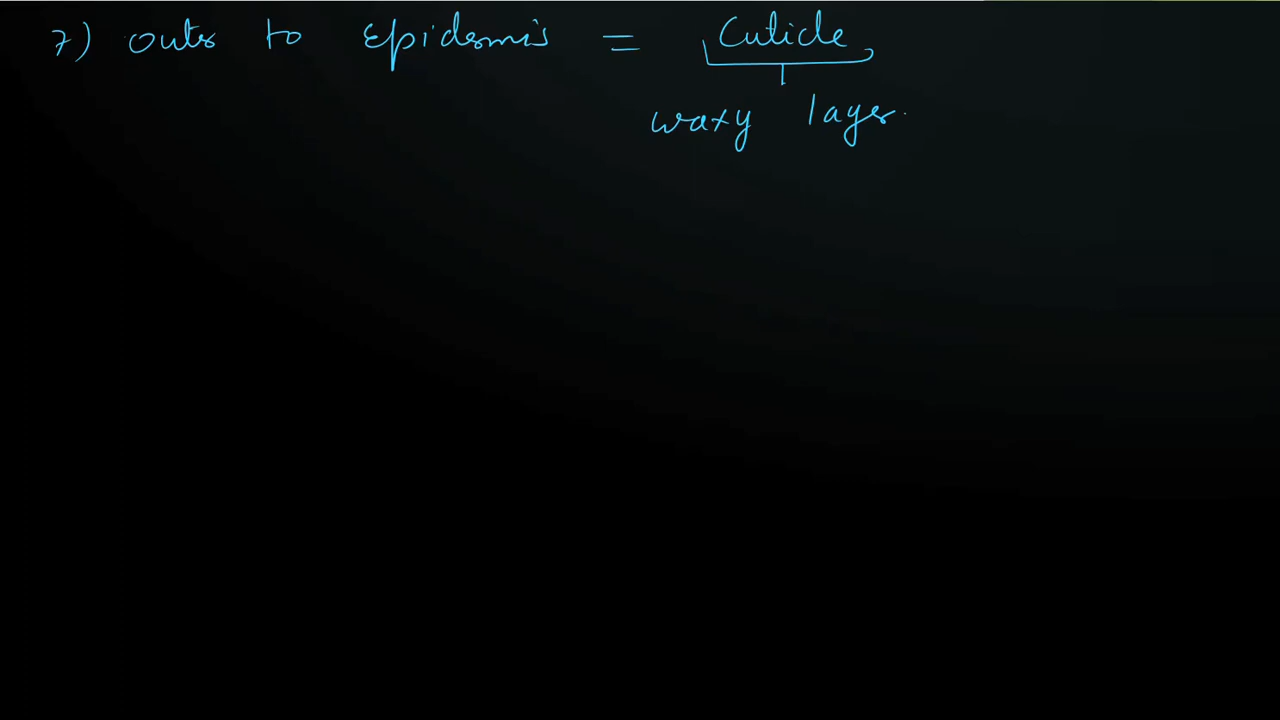 7) outer to Epidermis = Cuticle
waxy layer.